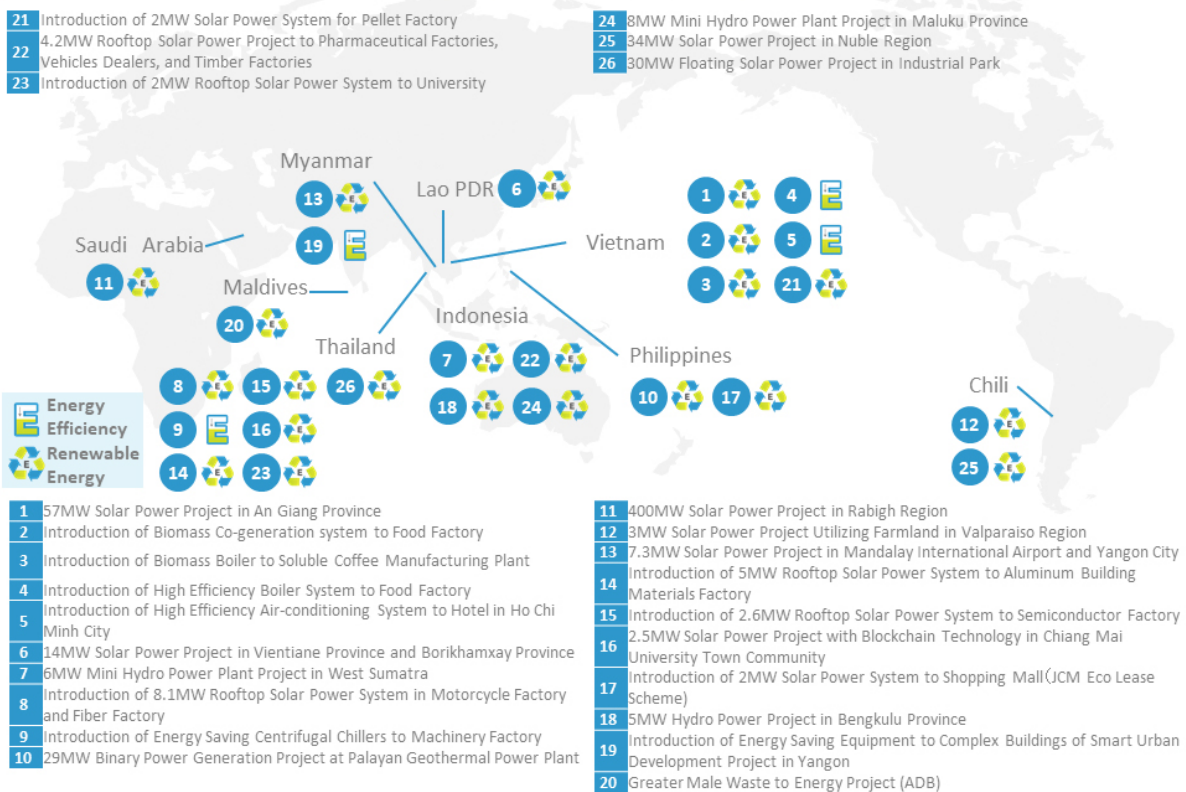 21 Introduction of 2MW Solar Power System for Pellet Factory
22 4.2MW Rooftop Solar Power Project to Pharmaceutical Factories,
Vehicles Dealers, and Timber Factories
23 Introduction of 2MW Rooftop Solar Power System to University
24 8MW Mini Hydro Power Plant Project in Maluku Province
25 34MW Solar Power Project in Nuble Region
26 30MW Floating Solar Power Project in Industrial Park
Myanmar
13 E
19 E
Lao PDR 6 E
Saudi Arabia
11 E
Maldives
20 E
Vietnam
1 E 4 E
2 E 5 E
3 E 21 E
Thailand
8 E 15 E 26 E
9 E 16 E
14 E 23 E
Indonesia
7 E 22 E
18 E 24 E
Philippines
10 E 17 E
Chili
12 E
25 E
E Energy
Efficiency
E Renewable
Energy
1 57MW Solar Power Project in An Giang Province
2 Introduction of Biomass Co-generation system to Food Factory
3 Introduction of Biomass Boiler to Soluble Coffee Manufacturing Plant
4 Introduction of High Efficiency Boiler System to Food Factory
5 Introduction of High Efficiency Air-conditioning System to Hotel in Ho Chi
Minh City
6 14MW Solar Power Project in Vientiane Province and Borikhamxay Province
7 6MW Mini Hydro Power Plant Project in West Sumatra
8 Introduction of 8.1MW Rooftop Solar Power System in Motorcycle Factory
and Fiber Factory
9 Introduction of Energy Saving Centrifugal Chillers to Machinery Factory
10 29MW Binary Power Generation Project at Palayan Geothermal Power Plant
11 400MW Solar Power Project in Rabigh Region
12 3MW Solar Power Project Utilizing Farmland in Valparaiso Region
13 7.3MW Solar Power Project in Mandalay International Airport and Yangon City
14 Introduction of 5MW Rooftop Solar Power System to Aluminum Building
Materials Factory
15 Introduction of 2.6MW Rooftop Solar Power System to Semiconductor Factory
16 2.5MW Solar Power Project with Blockchain Technology in Chiang Mai
University Town Community
17 Introduction of 2MW Solar Power System to Shopping Mall（JCM Eco Lease
Scheme)
18 5MW Hydro Power Project in Bengkulu Province
19 Introduction of Energy Saving Equipment to Complex Buildings of Smart Urban
Development Project in Yangon
20 Greater Male Waste to Energy Project (ADB)